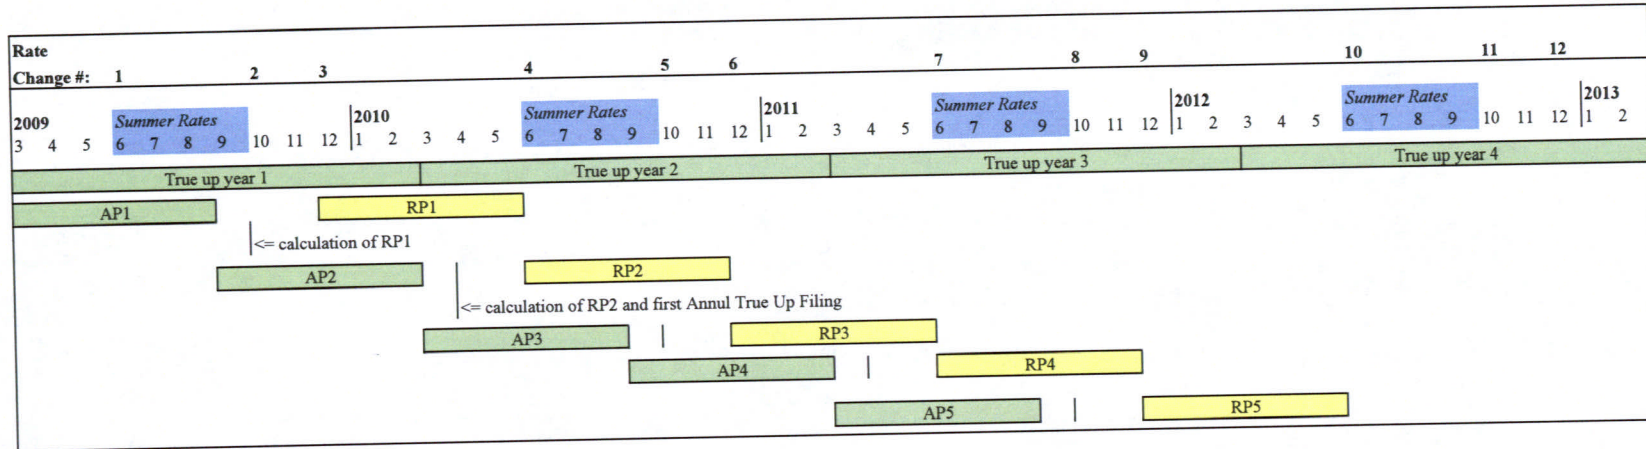 Rate
Change #: 1 2 3 4 5 6 7 8 9 10 11 12
2009 Summer Rates 2010 Summer Rates 2011 Summer Rates 2012 Summer Rates 2013
3 4 5 6 7 8 9 10 11 12 1 2 3 4 5 6 7 8 9 10 11 12 1 2 3 4 5 6 7 8 9 10 11 12 1 2 3 4 5 6 7 8 9 10 11 12 1 2
True up year 1 True up year 2 True up year 3 True up year 4
AP1 RP1
<= calculation of RP1
AP2 RP2
<= calculation of RP2 and first Annul True Up Filing
AP3 RP3
AP4 RP4
AP5 RP5